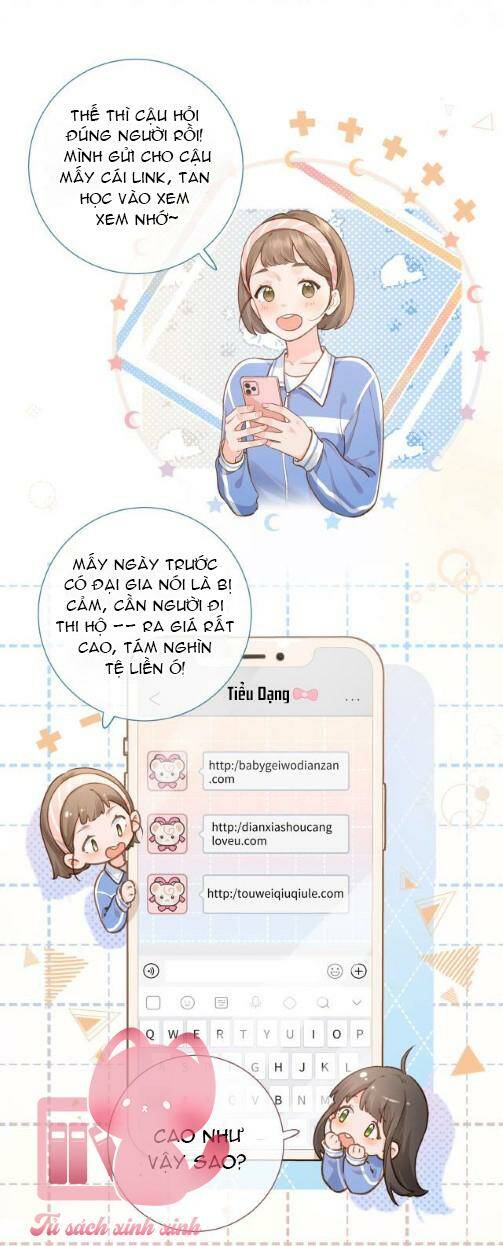 THẾ THÌ CẬU HỎI
ĐÚNG NGƯỜI RỒI!
MÌNH GỬI CHO CẬU
MẤY CÁI LINK, TAN
HỌC VÀO XEM
XEM NHỚ~
MẤY NGÀY TRƯỚC
CÓ ĐẠI GIA NÓI LÀ BỊ
CẢM, CẦN NGƯỜI ĐI
THI HỘ -- RA GIÁ RẤT
CAO, TÁM NGHÌN
TỆ LIỀN Ó!
< Tiểu Dạng ...
http:/babygeiwodianzan
.com
http:/dianxiashoucang
loveu.com
http:/touweiqiuqiule.com
Q W E R T Y U I O P
A S G H J K L
C V B N M
CAO NHƯ
VẬY SAO?
Tủ sách xinh xinh